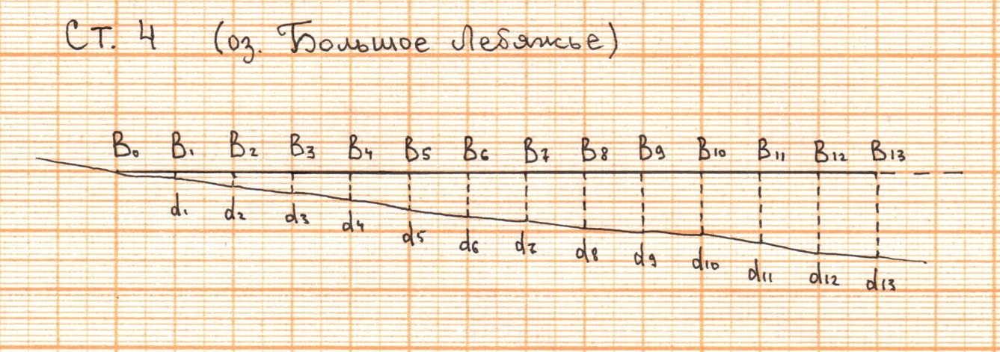 Ст. 4 (оз. Большое Лебяжье)
B₀ B₁ B₂ B₃ B₄ B₅ B₆ B₇ B₈ B₉ B₁₀ B₁₁ B₁₂ B₁₃
d₁ d₂ d₃ d₄ d₅ d₆ d₇ d₈ d₉ d₁₀ d₁₁ d₁₂ d₁₃